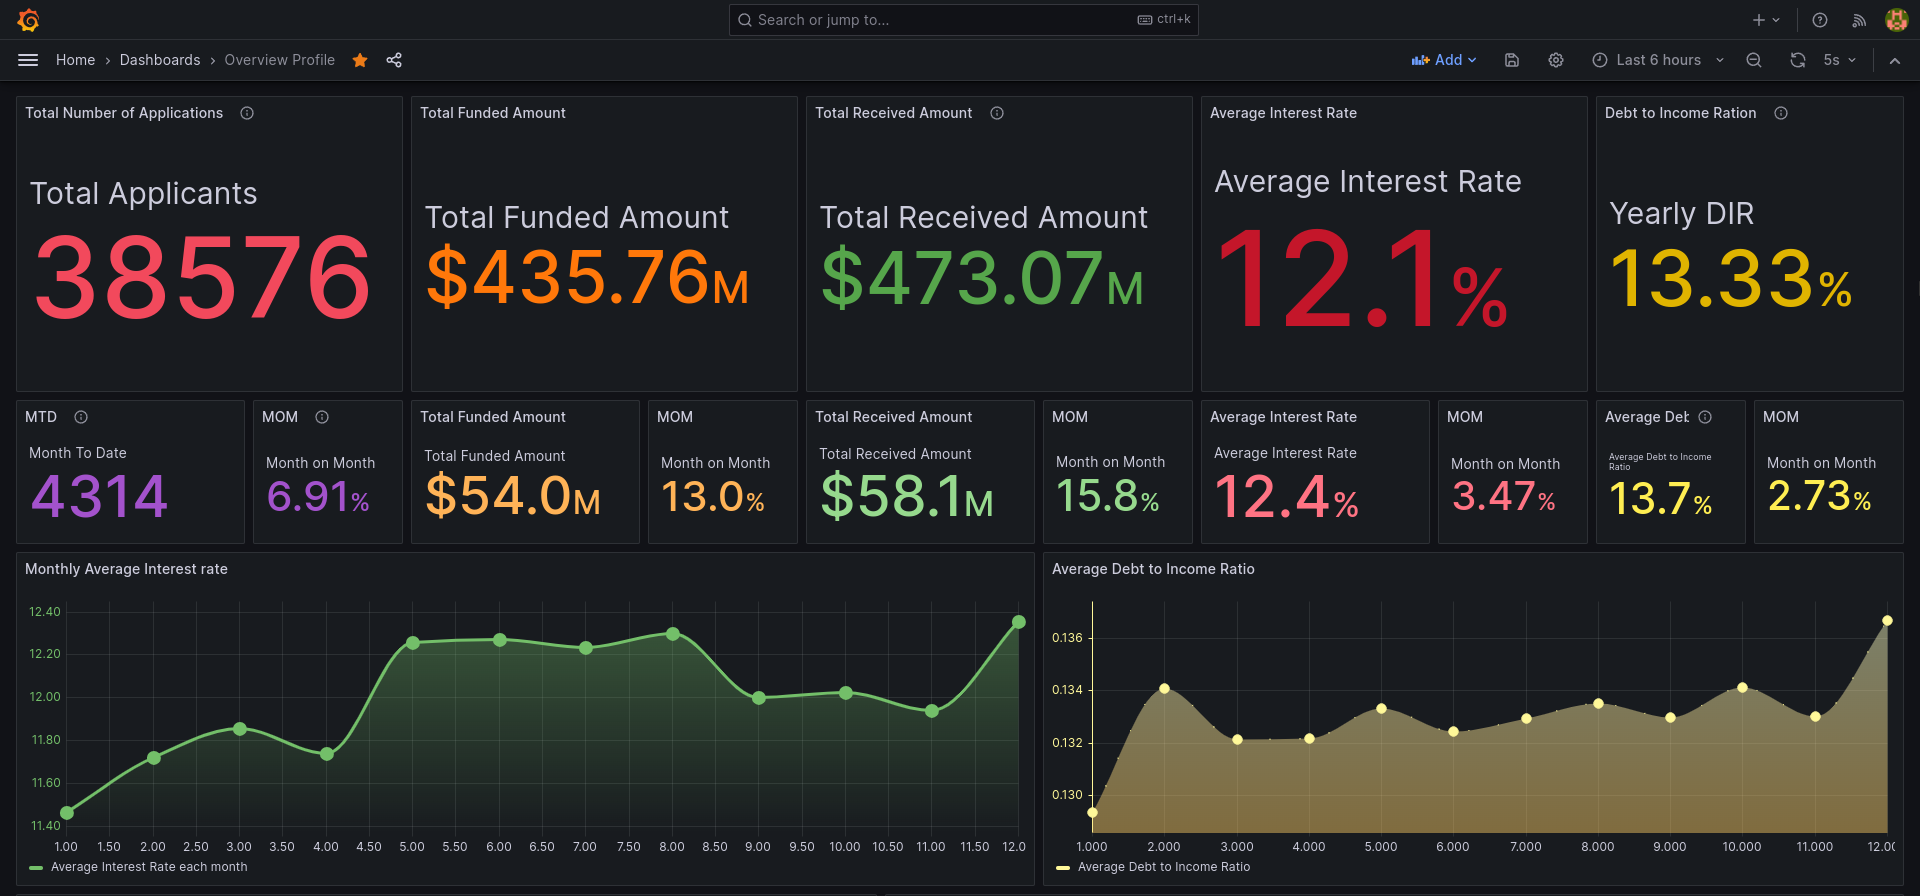 Search or jump to...
ctrl+k
Home › Dashboards › Overview Profile
Add
Last 6 hours
5s
Total Number of Applications
Total Applicants
38576
Total Funded Amount
Total Funded Amount
$435.76M
Total Received Amount
Total Received Amount
$473.07M
Average Interest Rate
Average Interest Rate
12.1%
Debt to Income Ration
Yearly DIR
13.33%
MTD
Month To Date
4314
MOM
Month on Month
6.91%
Total Funded Amount
Total Funded Amount
$54.0M
MOM
Month on Month
13.0%
Total Received Amount
Total Received Amount
$58.1M
MOM
Month on Month
15.8%
Average Interest Rate
Average Interest Rate
12.4%
MOM
Month on Month
3.47%
Average Deb
Average Debt to Income
Ratio
13.7%
MOM
Month on Month
2.73%
Monthly Average Interest rate
12.40
12.20
12.00
11.80
11.60
11.40
1.00 1.50 2.00 2.50 3.00 3.50 4.00 4.50 5.00 5.50 6.00 6.50 7.00 7.50 8.00 8.50 9.00 9.50 10.00 10.50 11.00 11.50 12.0
Average Interest Rate each month
Average Debt to Income Ratio
0.136
0.134
0.132
0.130
1.000 2.000 3.000 4.000 5.000 6.000 7.000 8.000 9.000 10.000 11.000 12.00
Average Debt to Income Ratio